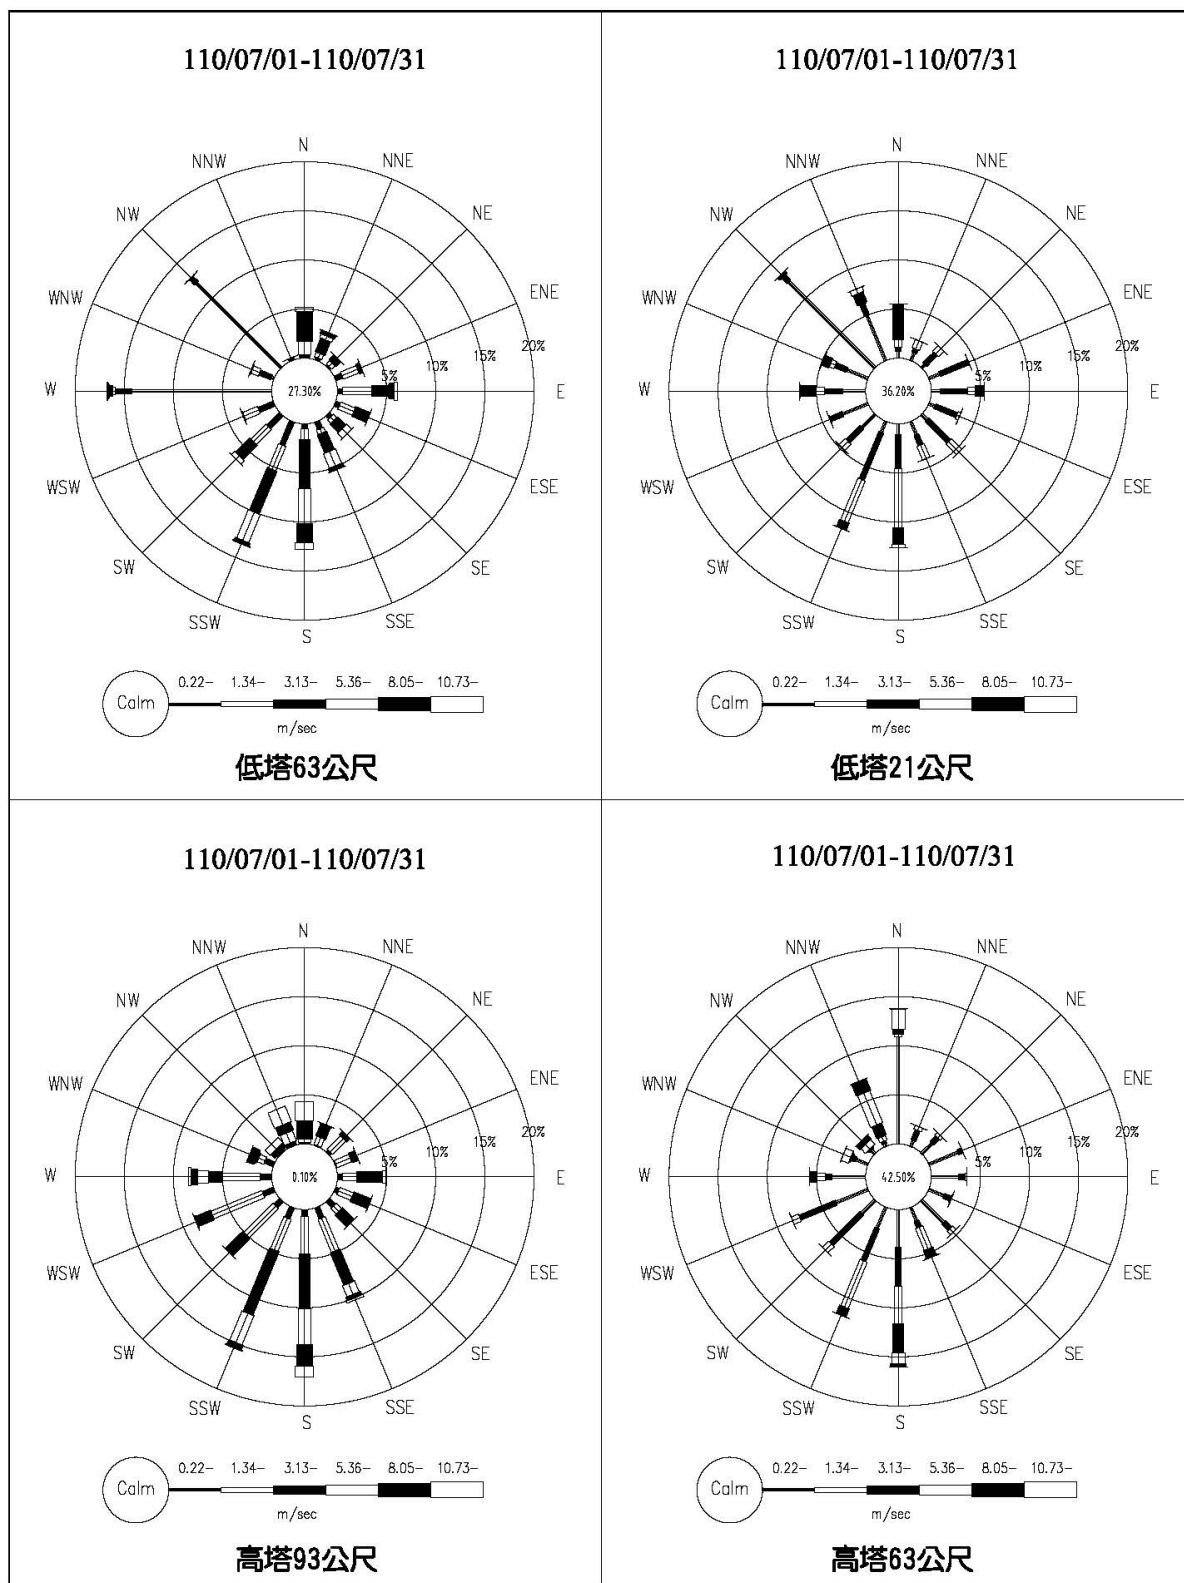 110/07/01-110/07/31
N
NNW
NNE
NW
NE
WNW
ENE
20%
15%
10%
5%
W
27.30%
E
WSW
ESE
SW
SE
SSW
SSE
S
Calm
0.22- 1.34- 3.13- 5.36- 8.05- 10.73-
m/sec
低塔63公尺
110/07/01-110/07/31
N
NNW
NNE
NW
NE
WNW
ENE
20%
15%
10%
5%
W
36.20%
E
WSW
ESE
SW
SE
SSW
SSE
S
Calm
0.22- 1.34- 3.13- 5.36- 8.05- 10.73-
m/sec
低塔21公尺
110/07/01-110/07/31
N
NNW
NNE
NW
NE
WNW
ENE
20%
15%
10%
5%
W
0.10%
E
WSW
ESE
SW
SE
SSW
SSE
S
Calm
0.22- 1.34- 3.13- 5.36- 8.05- 10.73-
m/sec
高塔93公尺
110/07/01-110/07/31
N
NNW
NNE
NW
NE
WNW
ENE
20%
15%
10%
5%
W
42.50%
E
WSW
ESE
SW
SE
SSW
SSE
S
Calm
0.22- 1.34- 3.13- 5.36- 8.05- 10.73-
m/sec
高塔63公尺